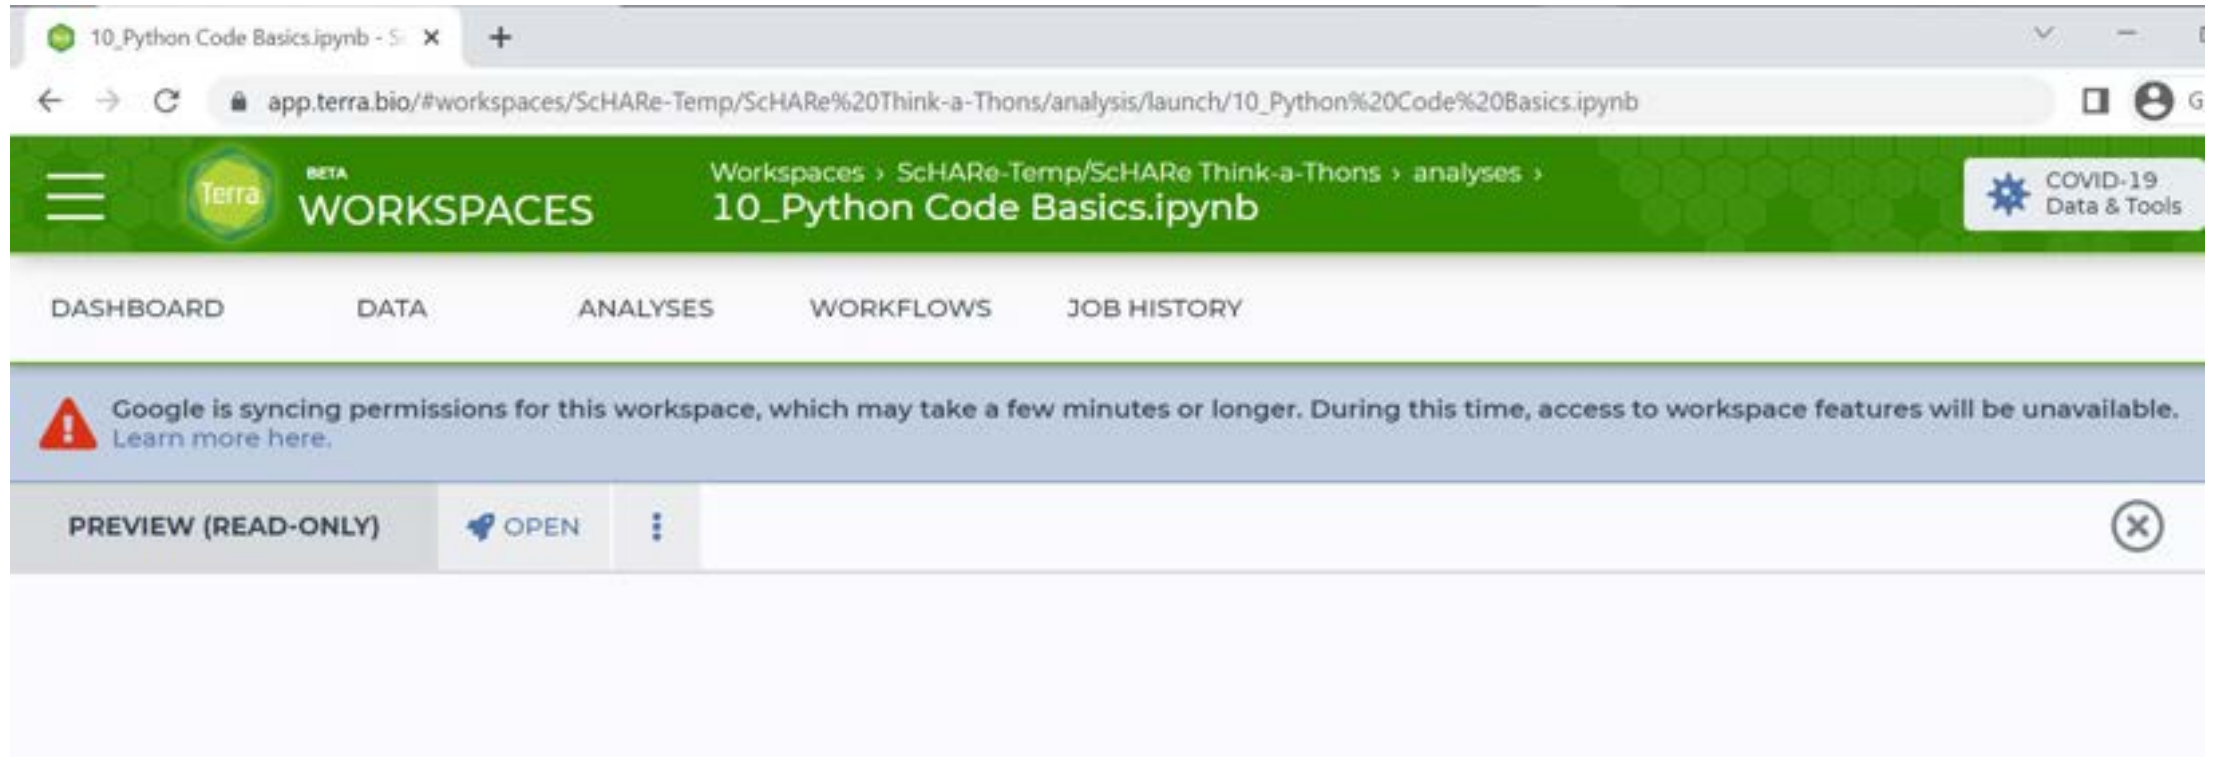 10_Python Code Basics.ipynb - S
app.terra.bio/#workspaces/ScHARe-Temp/ScHARe%20Think-a-Thons/analysis/launch/10_Python%20Code%20Basics.ipynb
G
Terra
BETA
WORKSPACES
Workspaces › ScHARe-Temp/ScHARe Think-a-Thons › analyses ›
10_Python Code Basics.ipynb
COVID-19
Data & Tools
DASHBOARD DATA ANALYSES WORKFLOWS JOB HISTORY
Google is syncing permissions for this workspace, which may take a few minutes or longer. During this time, access to workspace features will be unavailable.
Learn more here.
PREVIEW (READ-ONLY) OPEN